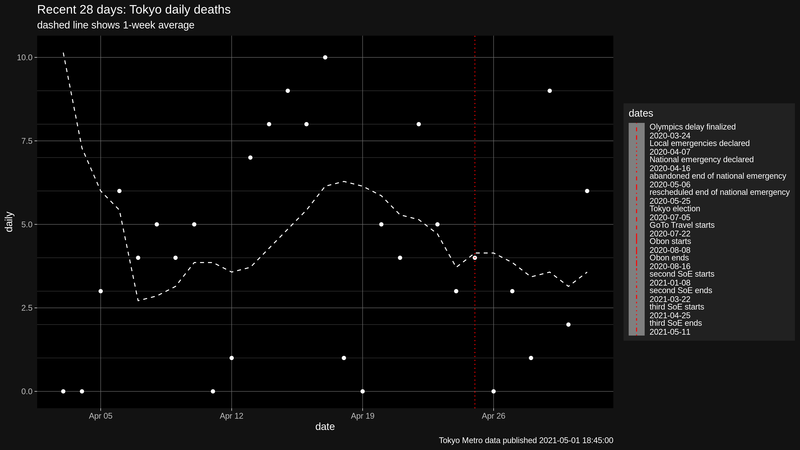 Recent 28 days: Tokyo daily deaths
dashed line shows 1-week average
10.0
7.5
5.0
2.5
0.0
daily
Apr 05
Apr 12
Apr 19
Apr 26
date
Tokyo Metro data published 2021-05-01 18:45:00
dates
Olympics delay finalized
2020-03-24
Local emergencies declared
2020-04-07
National emergency declared
2020-04-16
abandoned end of national emergency
2020-05-06
rescheduled end of national emergency
2020-05-25
Tokyo election
2020-07-05
GoTo Travel starts
2020-07-22
Obon starts
2020-08-08
Obon ends
2020-08-16
second SoE starts
2021-01-08
second SoE ends
2021-03-22
third SoE starts
2021-04-25
third SoE ends
2021-05-11